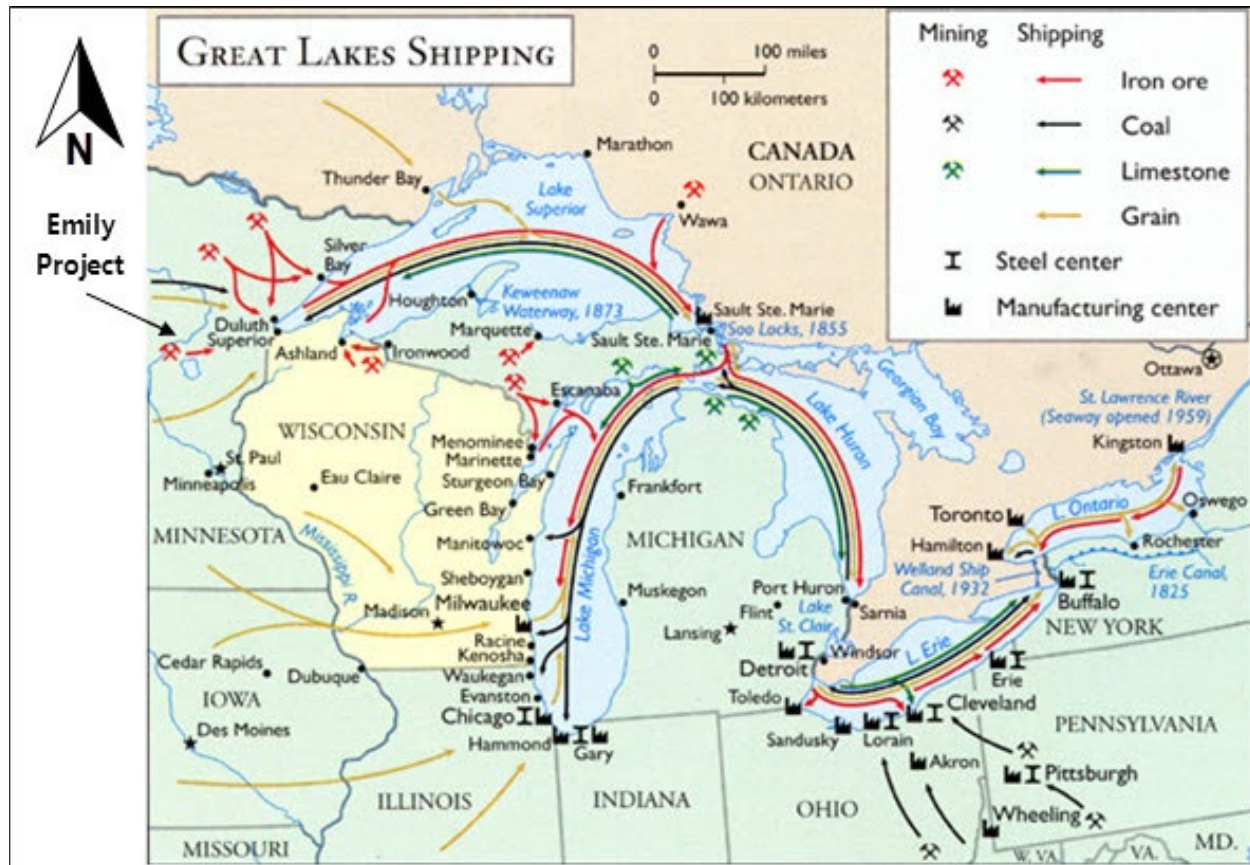 GREAT LAKES SHIPPING
0 100 miles
0 100 kilometers
Mining Shipping
Iron ore
Coal
Limestone
Grain
Steel center
Manufacturing center
N
Emily
Project
CANADA
ONTARIO
Marathon
Thunder Bay
Lake
Superior
Wawa
Silver
Bay
Houghton
Keweenaw
Waterway, 1873
Sault Ste. Marie
Soo Locks, 1855
Marquette
Sault Ste. Marie
Duluth
Superior
Ashland
Ironwood
Escanaba
Georgian Bay
Lake Huron
Ottawa
St. Lawrence River
(Seaway opened 1959)
Kingston
WISCONSIN
Menominee
Marinette
Sturgeon Bay
St. Paul
Minneapolis
Eau Claire
Green Bay
Frankfort
MINNESOTA
Mississippi R.
Manitowoc
MICHIGAN
Toronto
L. Ontario
Oswego
Hamilton
Rochester
Welland Ship
Canal, 1932
Erie Canal,
1825
Sheboygan
Lake Michigan
Muskegon
Port Huron
Flint
Lake
St. Clair
Sarnia
Buffalo
NEW YORK
Madison
Milwaukee
Racine
Kenosha
Lansing
Detroit
Windsor
L. Erie
Erie
Cedar Rapids
Dubuque
Waukegan
IOWA
Evanston
Toledo
Cleveland
PENNSYLVANIA
Des Moines
Chicago
Hammond
Gary
Sandusky
Lorain
Akron
Pittsburgh
ILLINOIS
INDIANA
OHIO
Wheeling
MISSOURI
W. VA.
VA.
MD.